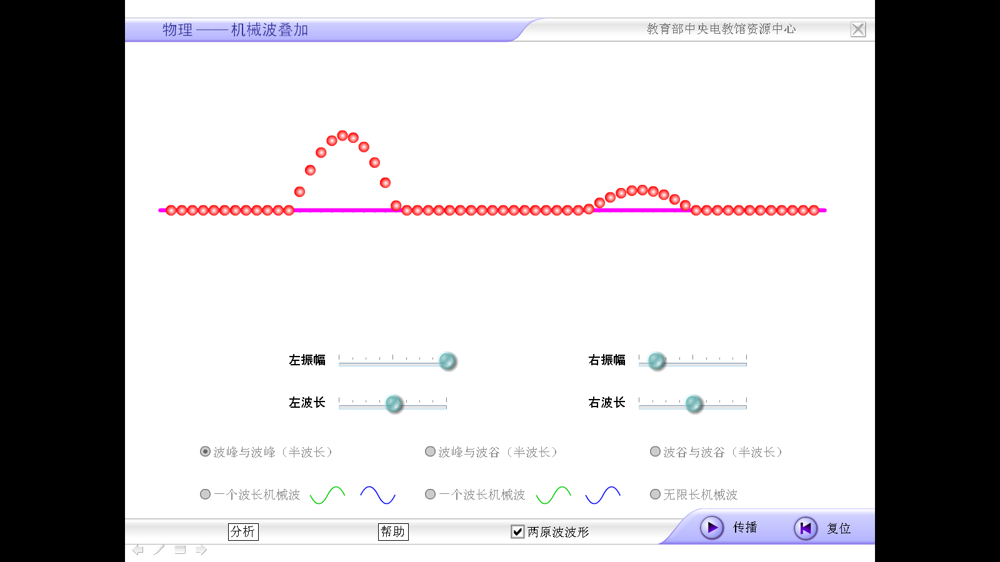 物理 —— 机械波叠加
教育部中央电教馆资源中心
左振幅
右振幅
左波长
右波长
波峰与波峰（半波长）
波峰与波谷（半波长）
波谷与波谷（半波长）
一个波长机械波
一个波长机械波
无限长机械波
分析
帮助
两原波波形
传播
复位